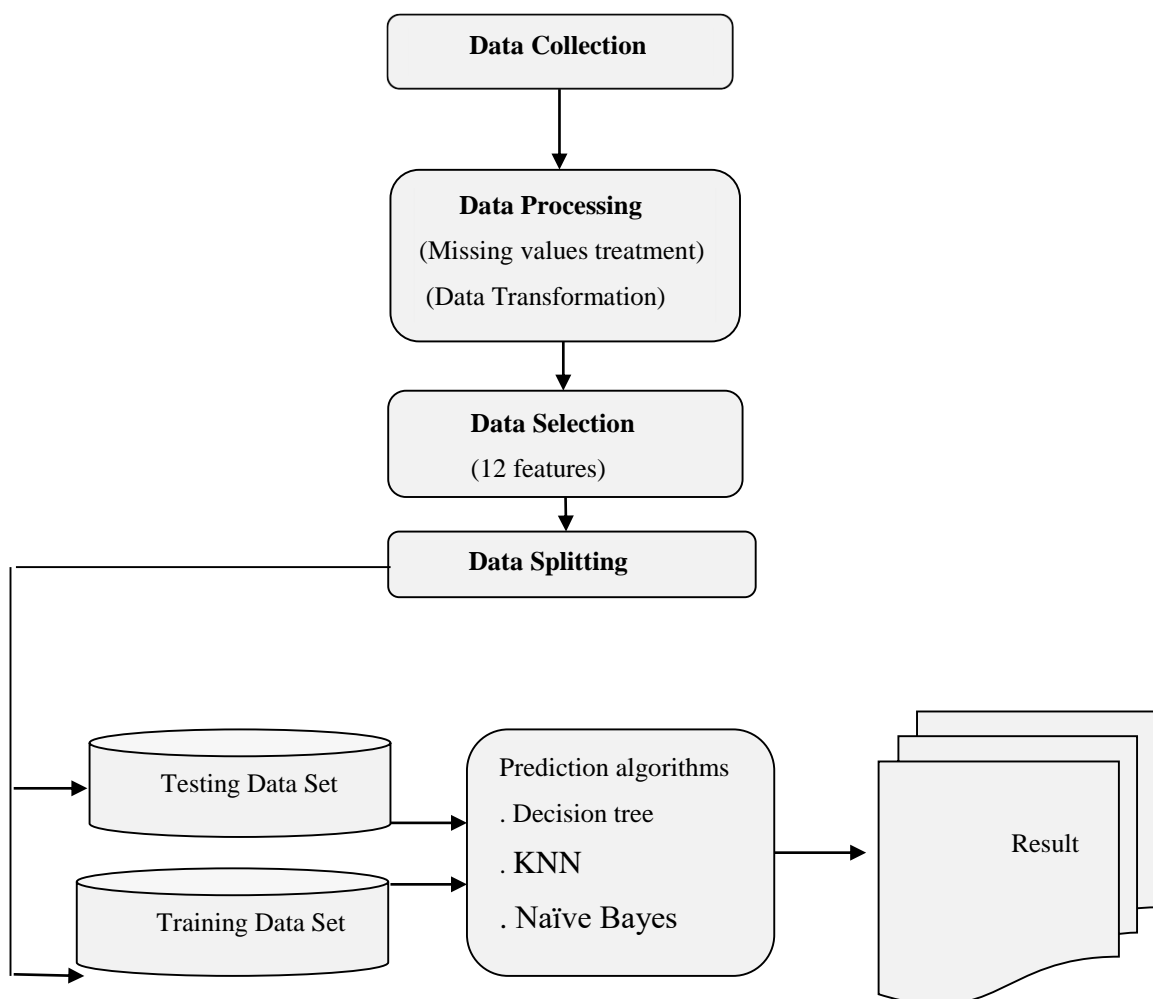 Data Collection
Data Processing
(Missing values treatment)
(Data Transformation)
Data Selection
(12 features)
Data Splitting
Testing Data Set
Training Data Set
Prediction algorithms
. Decision tree
. KNN
. Naïve Bayes
Result